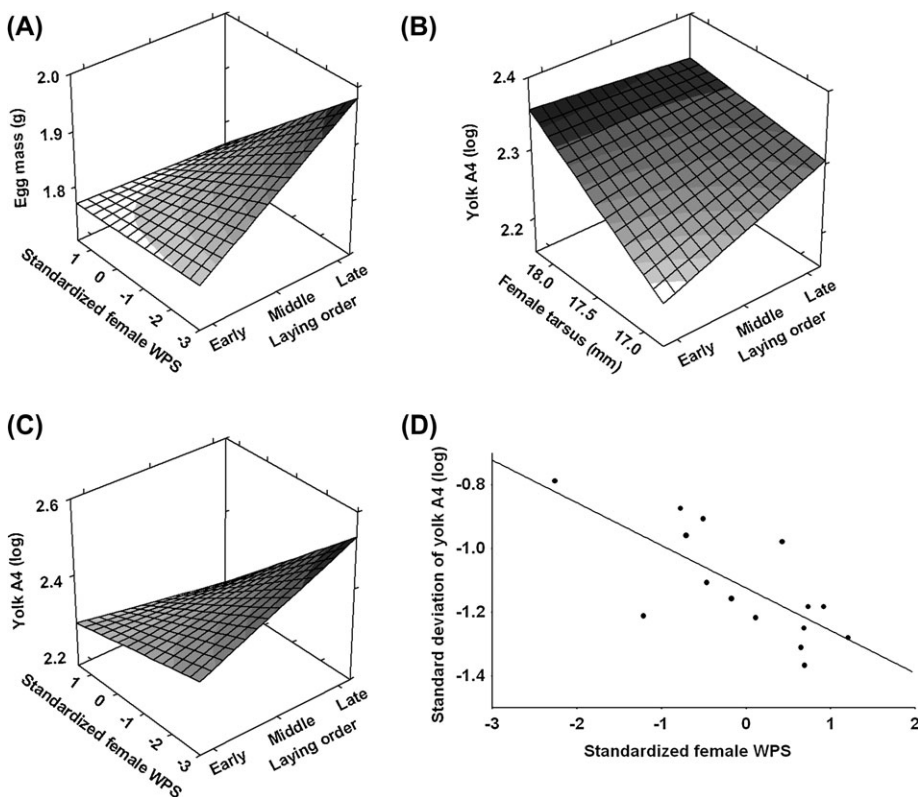 (A)
2.0
1.9
1.8
Egg mass (g)
1
0
-1
-2
-3
Standardized female WPS
Early
Middle
Late
Laying order
(B)
2.4
2.3
2.2
Yolk A4 (log)
18.0
17.5
17.0
Female tarsus (mm)
Early
Middle
Late
Laying order
(C)
2.6
2.4
2.2
Yolk A4 (log)
1
0
-1
-2
-3
Standardized female WPS
Early
Middle
Late
Laying order
(D)
-0.8
-1.0
-1.2
-1.4
Standard deviation of yolk A4 (log)
-3 -2 -1 0 1 2
Standardized female WPS